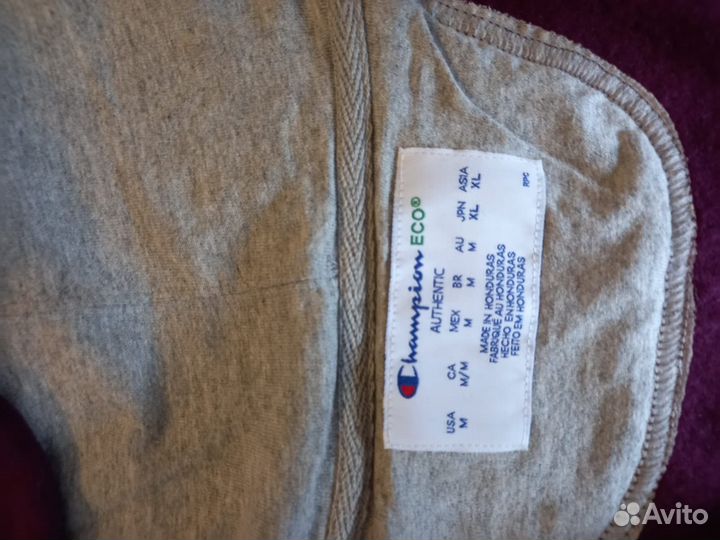 Champion ECO®
AUTHENTIC
USA CA MEX BR AU JPN ASIA
M M/M M M M XL XL
MADE IN HONDURAS
FABRIQUÉ AU HONDURAS
HECHO EN HONDURAS
FEITO EM HONDURAS
RPC
Avito